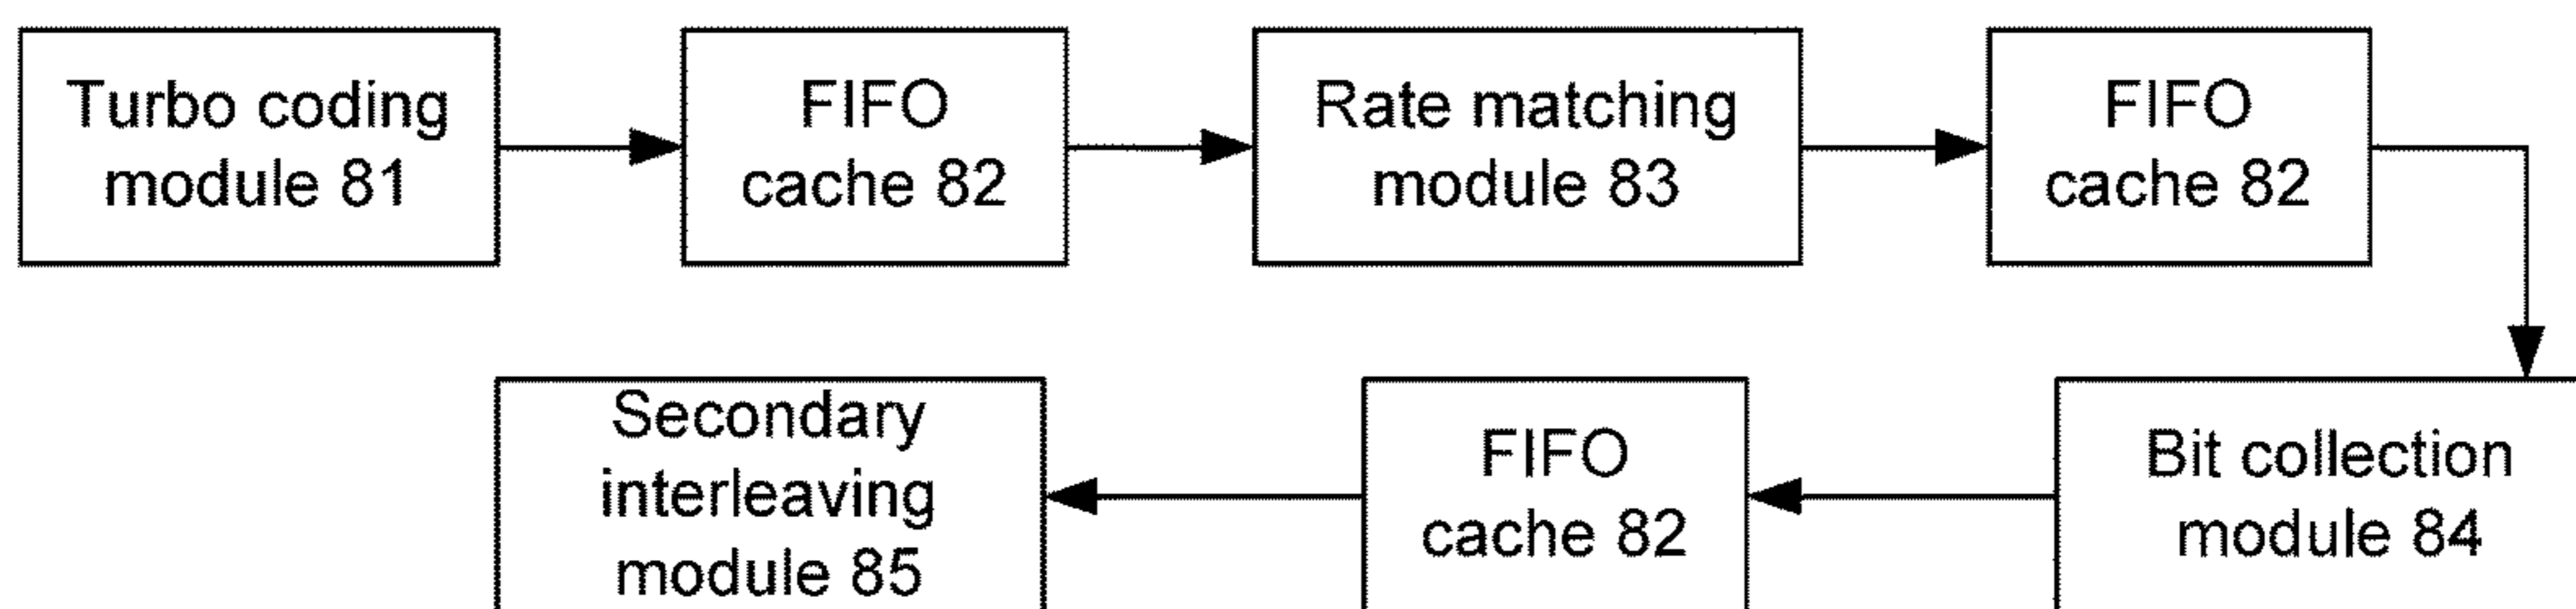 Turbo coding
module 81
FIFO
cache 82
Rate matching
module 83
FIFO
cache 82
Bit collection
module 84
FIFO
cache 82
Secondary
interleaving
module 85